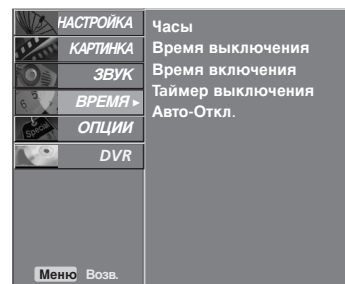 НАСТРОЙКА
КАРТИНКА
ЗВУК
ВРЕМЯ ▸
ОПЦИИ
DVR
Часы
Время выключения
Время включения
Таймер выключения
Авто-Откл.
Меню Возв.